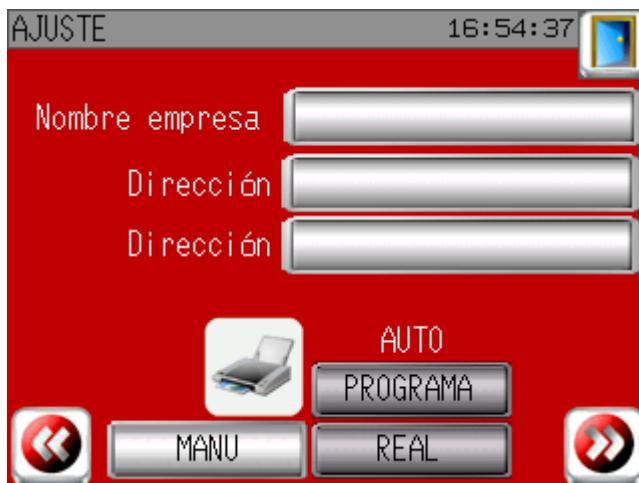 AJUSTE 16:54:37
Nombre empresa
Dirección
Dirección
AUTO
PROGRAMA
MANU REAL